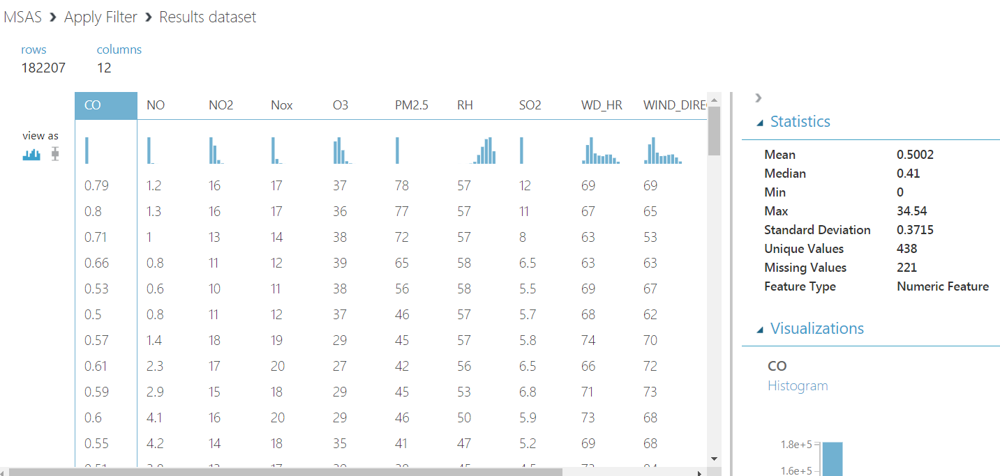 MSAS > Apply Filter > Results dataset
rows columns
182207 12
CO NO NO2 Nox O3 PM2.5 RH SO2 WD_HR WIND_DIRE
view as
0.79 1.2 16 17 37 78 57 12 69 69
0.8 1.3 16 17 36 77 57 11 67 65
0.71 1 13 14 38 72 57 8 63 53
0.66 0.8 11 12 39 65 58 6.5 63 63
0.53 0.6 10 11 38 56 58 5.5 69 67
0.5 0.8 11 12 37 46 57 5.7 68 62
0.57 1.4 18 19 29 45 57 5.8 74 70
0.61 2.3 17 20 27 42 56 6.5 66 72
0.59 2.9 15 18 29 45 53 6.8 71 73
0.6 4.1 16 20 29 46 50 5.9 73 68
0.55 4.2 14 18 35 41 47 5.2 69 68
Statistics
Mean 0.5002
Median 0.41
Min 0
Max 34.54
Standard Deviation 0.3715
Unique Values 438
Missing Values 221
Feature Type Numeric Feature
Visualizations
CO
Histogram
1.8e+5
1.6e+5